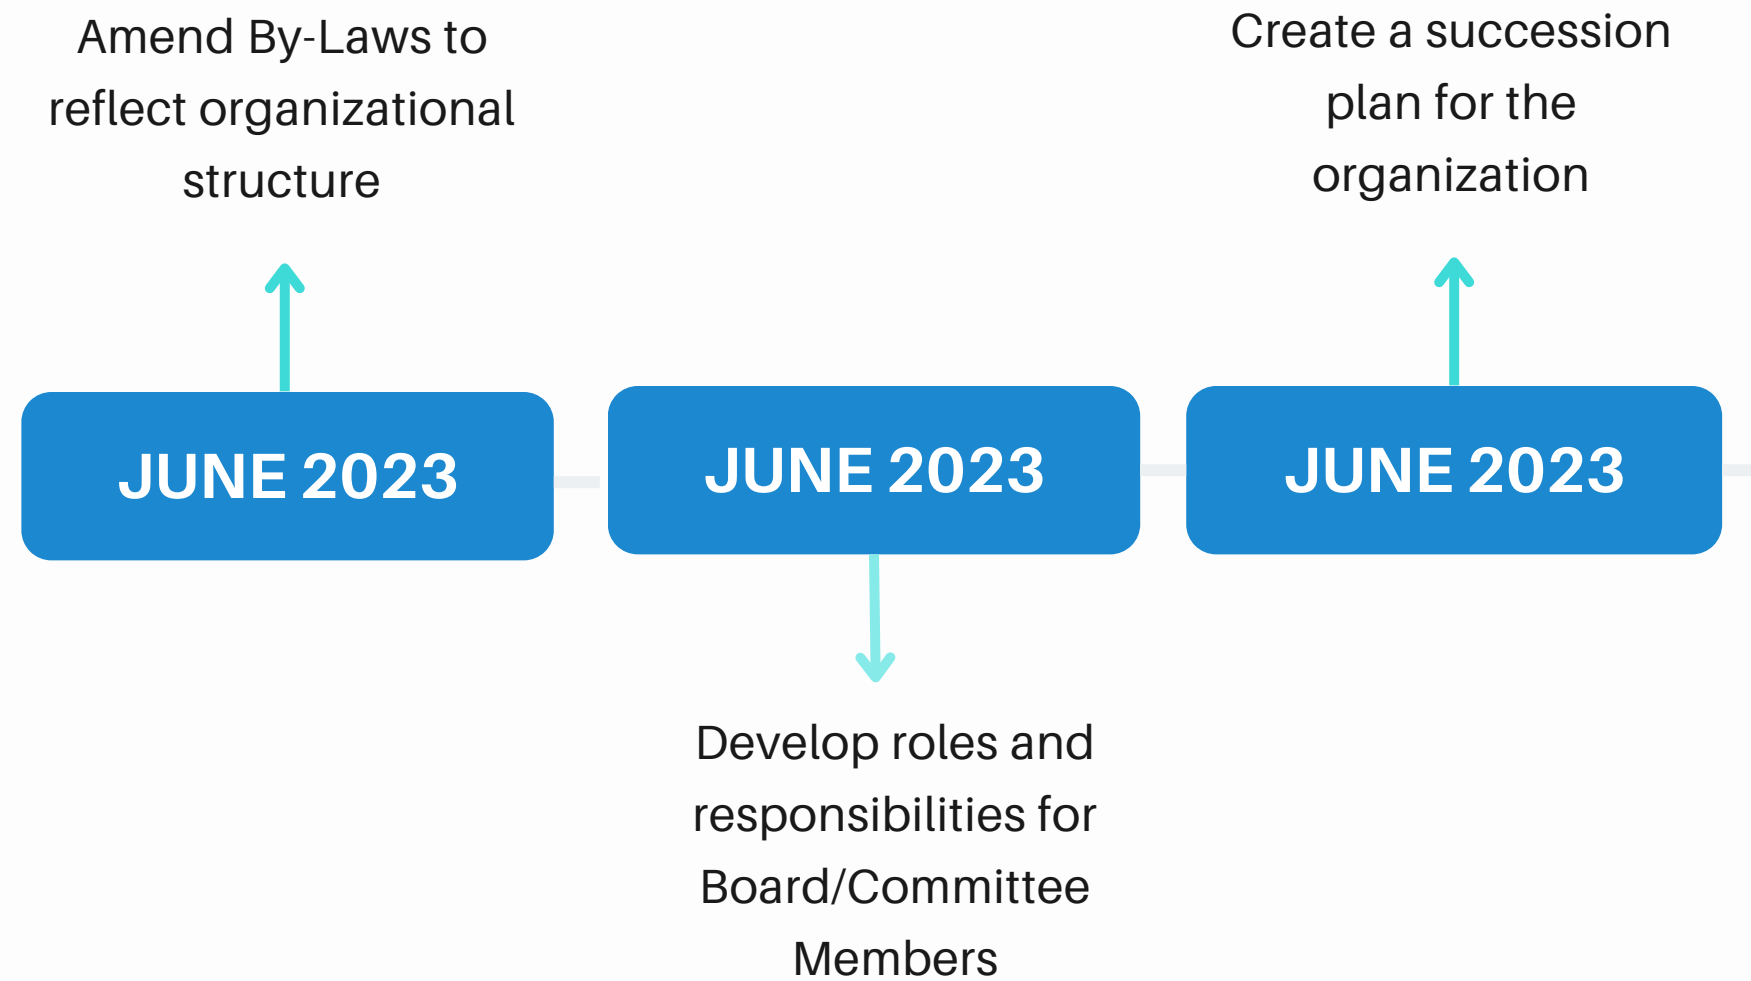 Amend By-Laws to
reflect organizational
structure
JUNE 2023
JUNE 2023
Develop roles and
responsibilities for
Board/Committee
Members
Create a succession
plan for the
organization
JUNE 2023